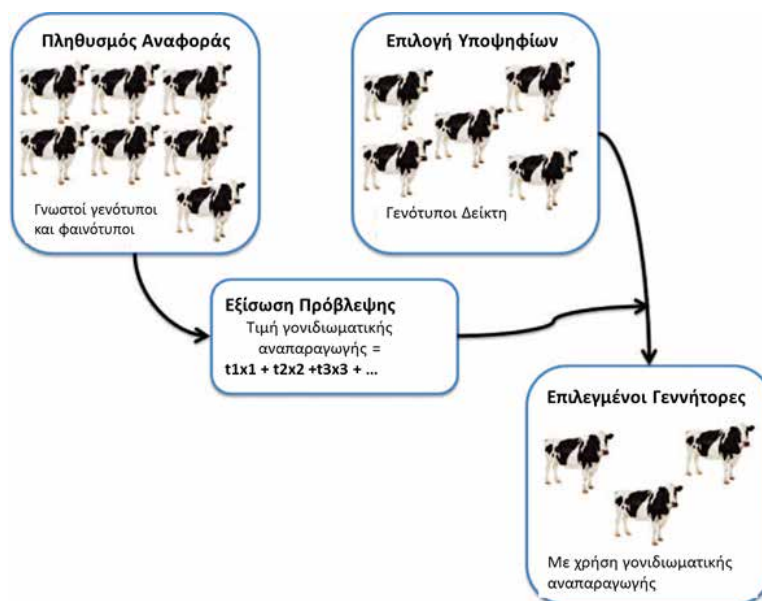 Πληθυσμός Αναφοράς
Γνωστοί γενότυποι
και φαινότυποι
Επιλογή Υποψηφίων
Γενότυποι Δείκτη
Εξίσωση Πρόβλεψης
Τιμή γονιδιωματικής
αναπαραγωγής =
t1x1 + t2x2 +t3x3 + ...
Επιλεγμένοι Γεννήτορες
Με χρήση γονιδιωματικής
αναπαραγωγής